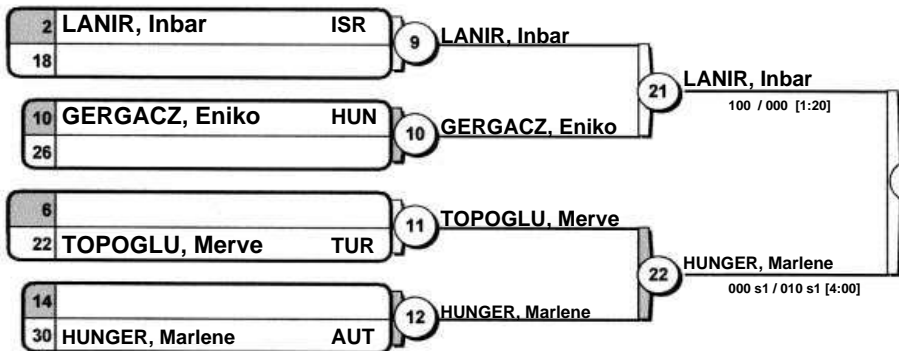 2 LANIR, Inbar ISR
18
9 LANIR, Inbar
10 GERGACZ, Eniko HUN
26
10 GERGACZ, Eniko
21 LANIR, Inbar
100 / 000 [1:20]
6
22 TOPOGLU, Merve TUR
11 TOPOGLU, Merve
14
30 HUNGER, Marlene AUT
12 HUNGER, Marlene
22 HUNGER, Marlene
000 s1 / 010 s1 [4:00]